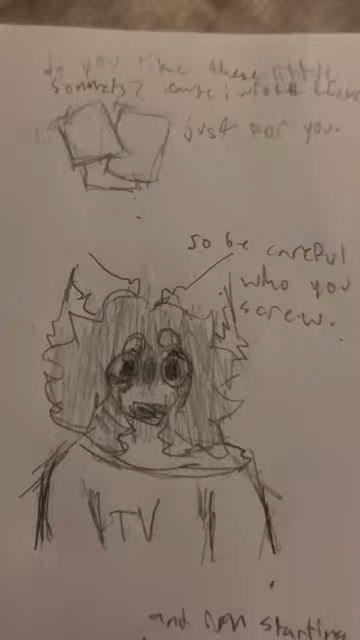 do you like these little
sonnets? cause i wrote them
just for you.
so be careful
who you
screw.
TV
and I'm starting